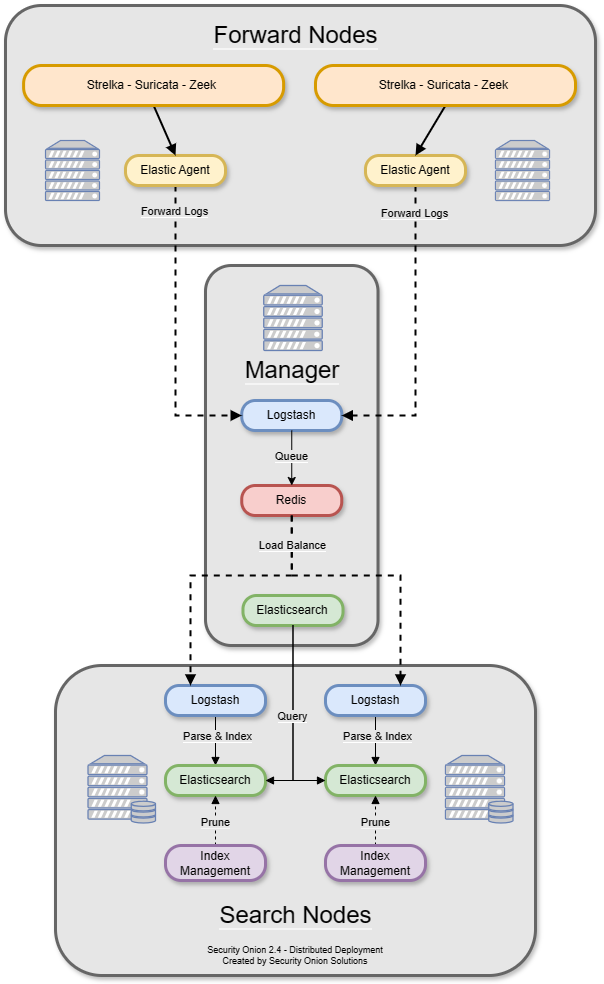 Forward Nodes
Strelka - Suricata - Zeek
Strelka - Suricata - Zeek
Elastic Agent
Elastic Agent
Forward Logs
Forward Logs
Manager
Logstash
Queue
Redis
Load Balance
Elasticsearch
Logstash
Logstash
Query
Parse & Index
Parse & Index
Elasticsearch
Elasticsearch
Prune
Prune
Index
Management
Index
Management
Search Nodes
Security Onion 2.4 - Distributed Deployment
Created by Security Onion Solutions